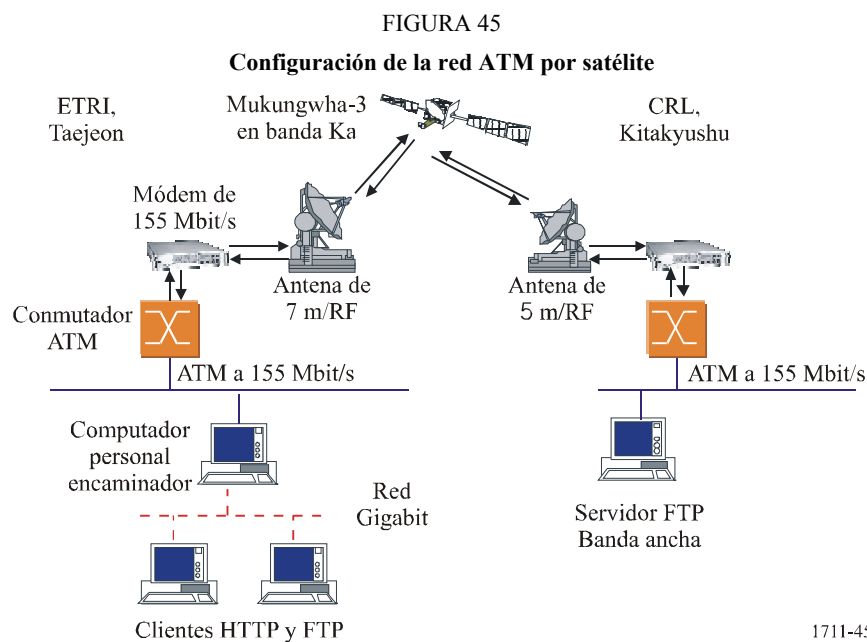 FIGURA 45
Configuración de la red ATM por satélite
ETRI,
Taejeon
Mukungwha-3
en banda Ka
CRL,
Kitakyushu
Módem de
155 Mbit/s
Antena de
7 m/RF
Antena de
5 m/RF
Conmutador
ATM
ATM a 155 Mbit/s
ATM a 155 Mbit/s
Computador
personal
encaminador
Red
Gigabit
Servidor FTP
Banda ancha
Clientes HTTP y FTP